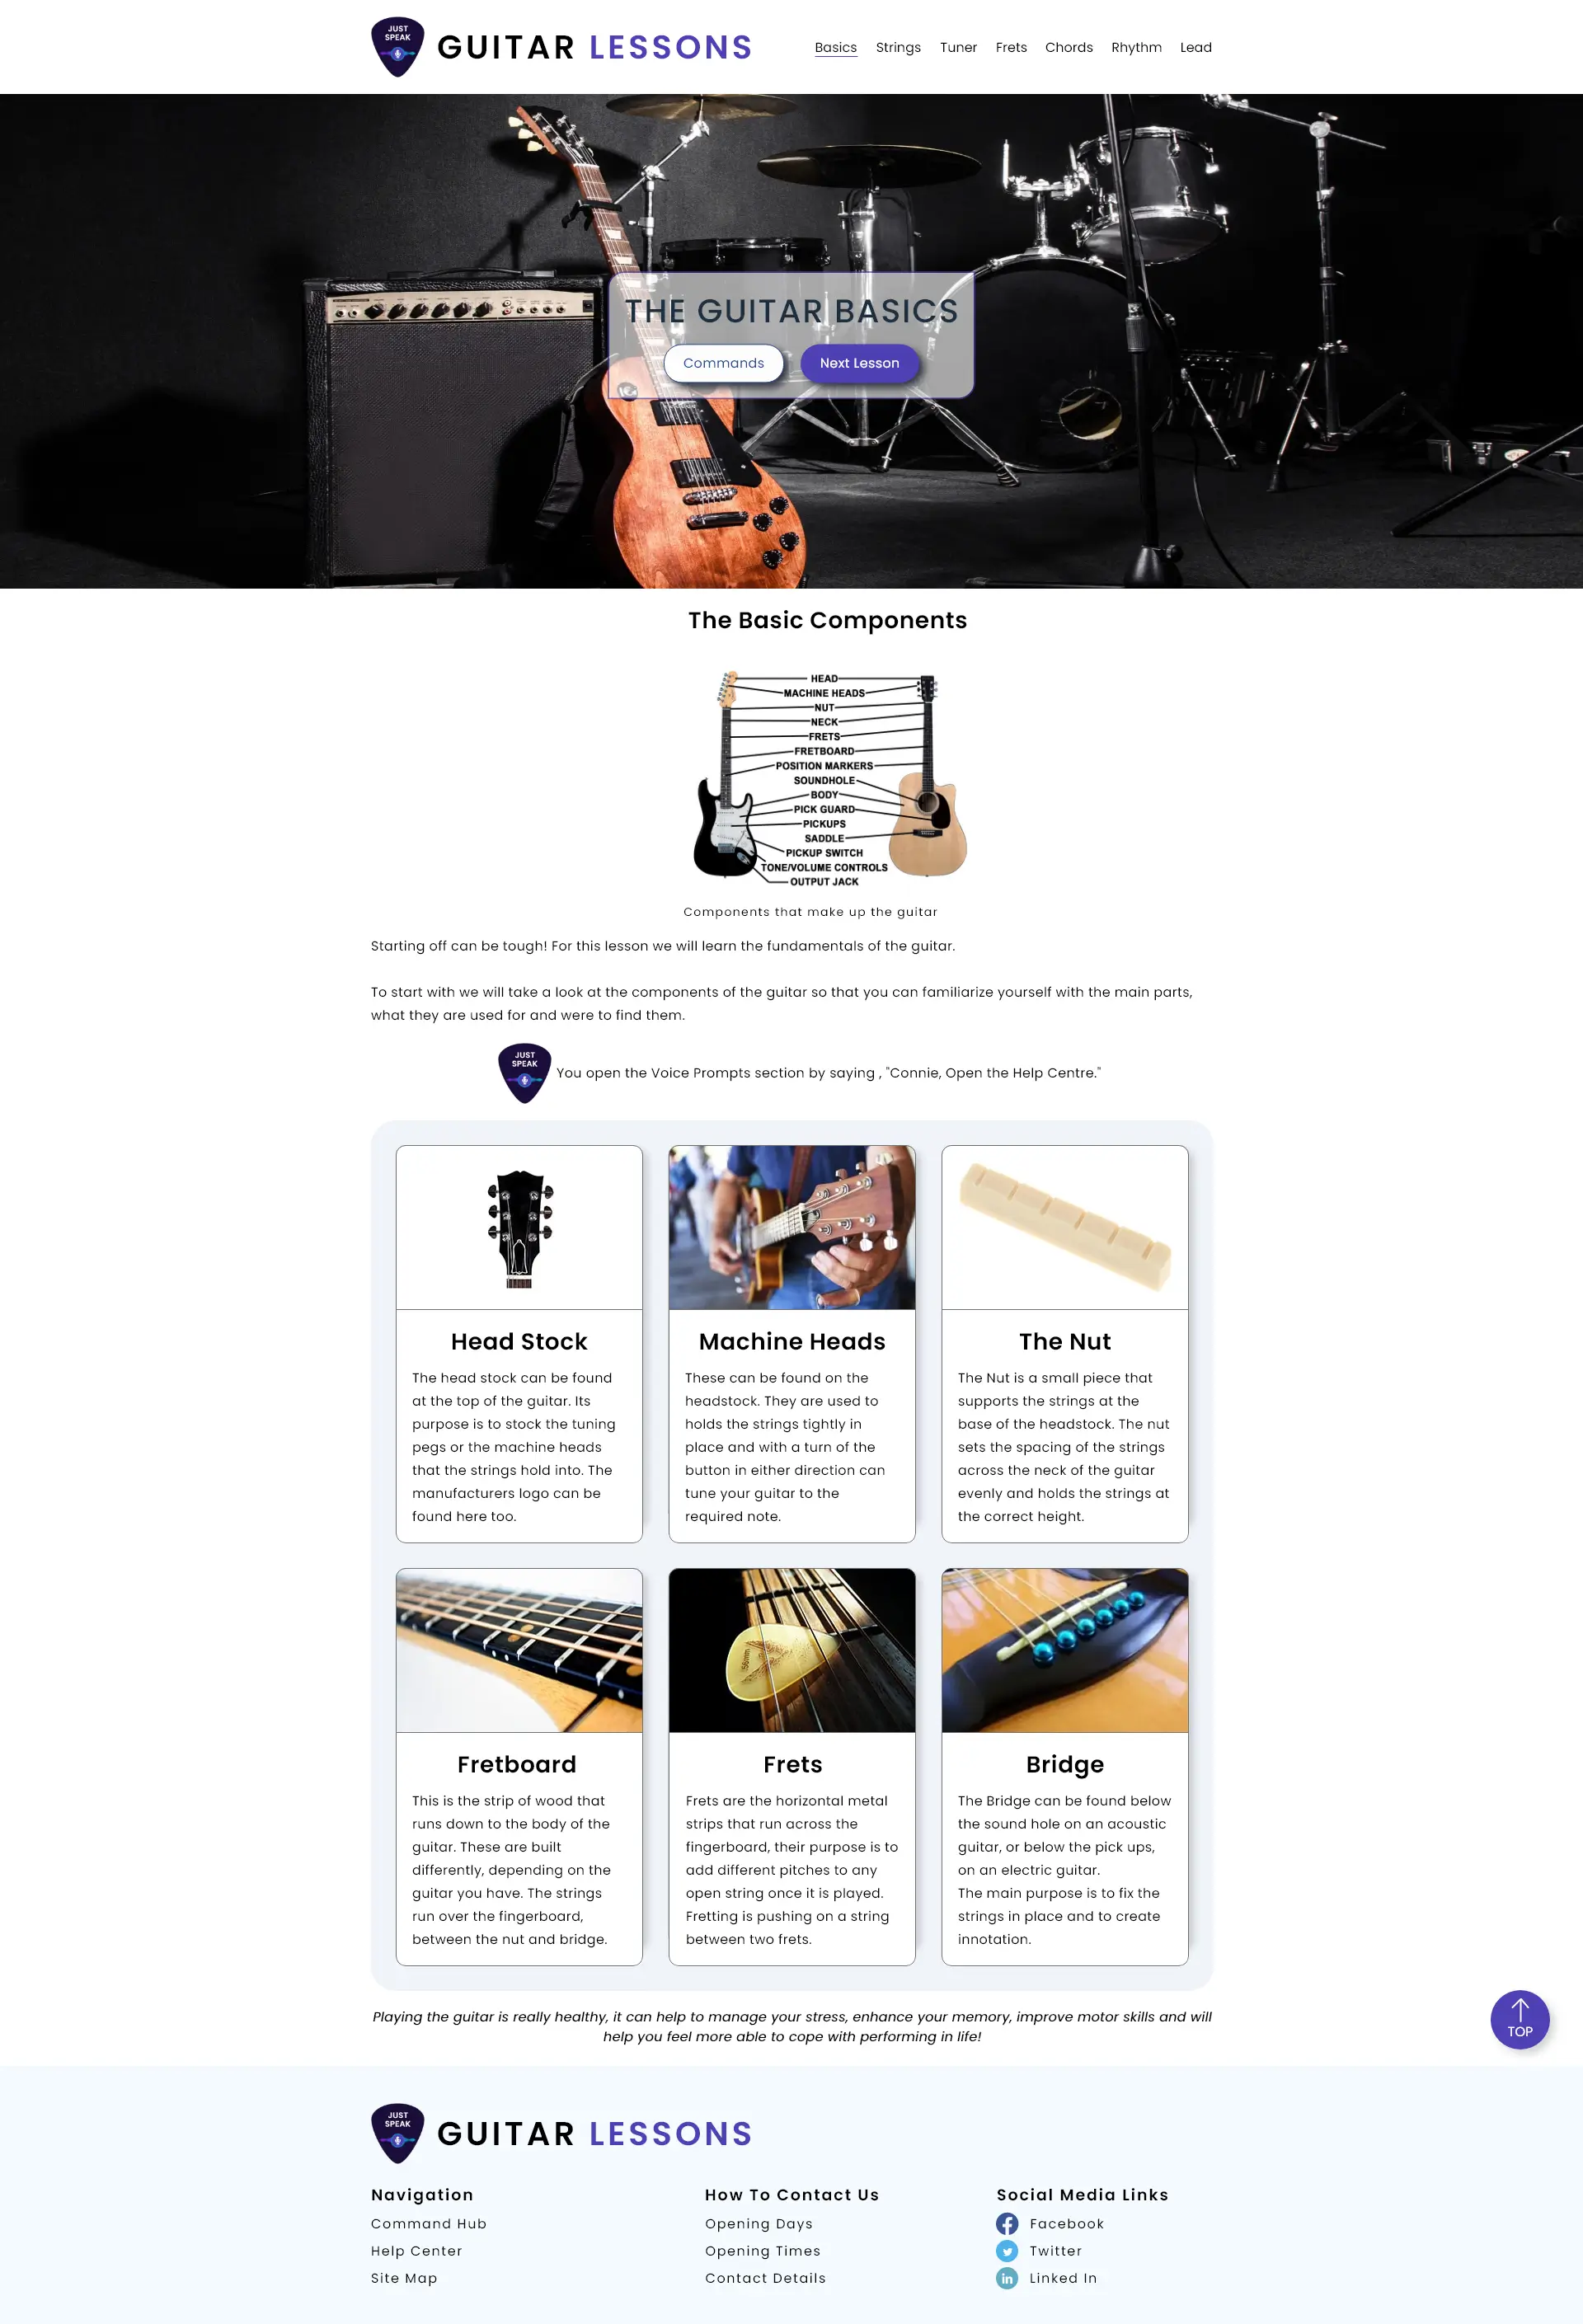 JUST
SPEAK
GUITAR LESSONS
Basics Strings Tuner Frets Chords Rhythm Lead
THE GUITAR BASICS
Commands Next Lesson
The Basic Components
HEAD
MACHINE HEADS
NUT
NECK
FRETS
FRETBOARD
POSITION MARKERS
SOUNDHOLE
BODY
PICK GUARD
PICKUPS
SADDLE
PICKUP SWITCH
TONE/VOLUME CONTROLS
OUTPUT JACK
Components that make up the guitar
Starting off can be tough! For this lesson we will learn the fundamentals of the guitar.
To start with we will take a look at the components of the guitar so that you can familiarize yourself with the main parts,
what they are used for and were to find them.
JUST
SPEAK
You open the Voice Prompts section by saying , "Connie, Open the Help Centre."
Head Stock
The head stock can be found
at the top of the guitar. Its
purpose is to stock the tuning
pegs or the machine heads
that the strings hold into. The
manufacturers logo can be
found here too.
Machine Heads
These can be found on the
headstock. They are used to
holds the strings tightly in
place and with a turn of the
button in either direction can
tune your guitar to the
required note.
The Nut
The Nut is a small piece that
supports the strings at the
base of the headstock. The nut
sets the spacing of the strings
across the neck of the guitar
evenly and holds the strings at
the correct height.
Fretboard
This is the strip of wood that
runs down to the body of the
guitar. These are built
differently, depending on the
guitar you have. The strings
run over the fingerboard,
between the nut and bridge.
Frets
Frets are the horizontal metal
strips that run across the
fingerboard, their purpose is to
add different pitches to any
open string once it is played.
Fretting is pushing on a string
between two frets.
Bridge
The Bridge can be found below
the sound hole on an acoustic
guitar, or below the pick ups,
on an electric guitar.
The main purpose is to fix the
strings in place and to create
innotation.
Playing the guitar is really healthy, it can help to manage your stress, enhance your memory, improve motor skills and will
help you feel more able to cope with performing in life!
TOP
JUST
SPEAK
GUITAR LESSONS
Navigation
Command Hub
Help Center
Site Map
How To Contact Us
Opening Days
Opening Times
Contact Details
Social Media Links
Facebook
Twitter
Linked In